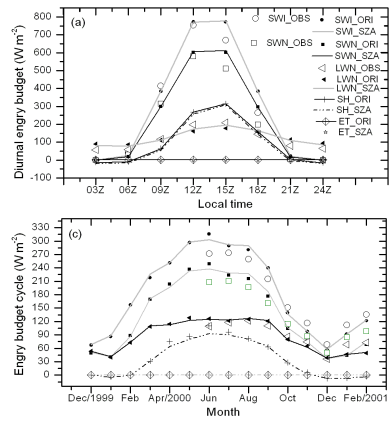 (a)
SWI_OBS
SWN_OBS
SWI_ORI
SWI_SZA
SWN_ORI
SWN_SZA
LWN_OBS
LWN_ORI
LWN_SZA
SH_ORI
SH_SZA
ET_ORI
ET_SZA
Diurnal engry budget (W m-2)
800
700
600
500
400
300
200
100
0
-100
03Z 06Z 09Z 12Z 15Z 18Z 21Z 24Z
Local time
(c)
Engry budget cycle (W m-2)
330
300
270
240
210
180
150
120
90
60
30
0
Dec/1999 Feb Apr/2000 Jun Aug Oct Dec Feb/2001
Month